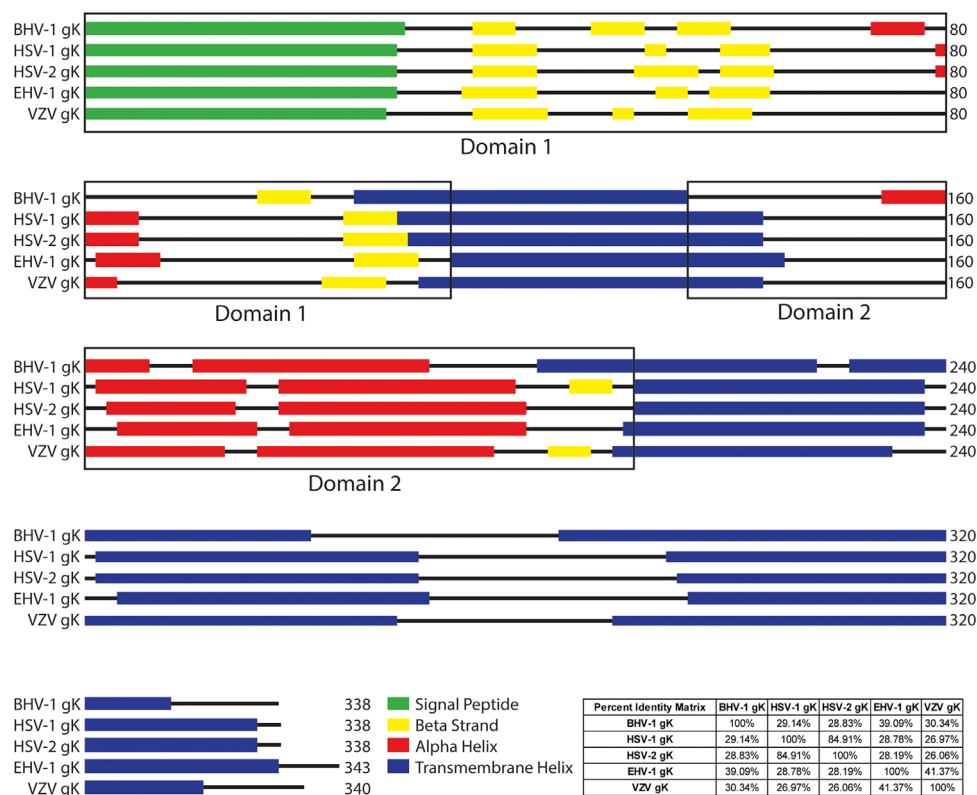 BHV-1 gK 80
HSV-1 gK 80
HSV-2 gK 80
EHV-1 gK 80
VZV gK 80
Domain 1
BHV-1 gK 160
HSV-1 gK 160
HSV-2 gK 160
EHV-1 gK 160
VZV gK 160
Domain 1 Domain 2
BHV-1 gK 240
HSV-1 gK 240
HSV-2 gK 240
EHV-1 gK 240
VZV gK 240
Domain 2
BHV-1 gK 320
HSV-1 gK 320
HSV-2 gK 320
EHV-1 gK 320
VZV gK 320
BHV-1 gK 338
HSV-1 gK 338
HSV-2 gK 338
EHV-1 gK 343
VZV gK 340
Signal Peptide
Beta Strand
Alpha Helix
Transmembrane Helix
Percent Identity Matrix BHV-1 gK HSV-1 gK HSV-2 gK EHV-1 gK VZV gK
BHV-1 gK 100% 29.14% 28.83% 39.09% 30.34%
HSV-1 gK 29.14% 100% 84.91% 28.78% 26.97%
HSV-2 gK 28.83% 84.91% 100% 28.19% 26.06%
EHV-1 gK 39.09% 28.78% 28.19% 100% 41.37%
VZV gK 30.34% 26.97% 26.06% 41.37% 100%